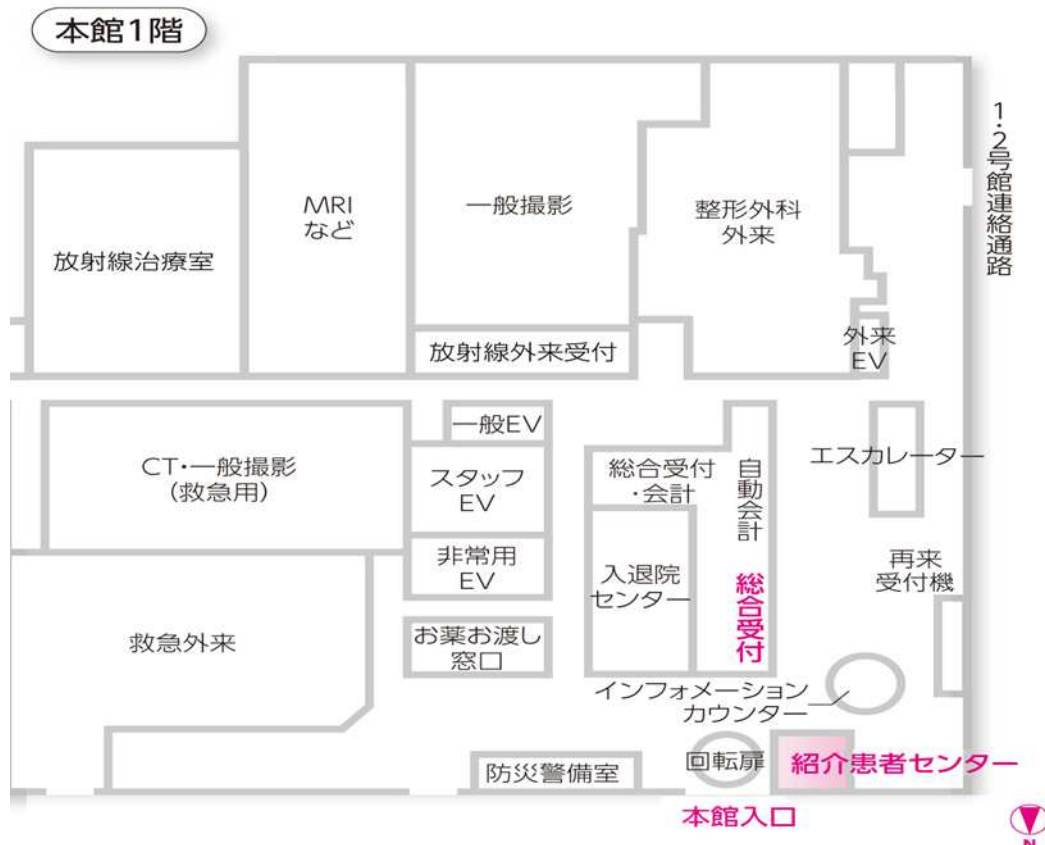 本館1階
1・2号館連絡通路
MRI
など
一般撮影
整形外科
外来
放射線治療室
放射線外来受付
外来
EV
一般EV
CT・一般撮影
(救急用)
スタッフ
EV
総合受付
・会計
自動会計
エスカレーター
非常用
EV
入退院
センター
総合受付
再来
受付機
救急外来
お薬お渡し
窓口
インフォメーション
カウンター
防災警備室
回転扉
紹介患者センター
本館入口
N